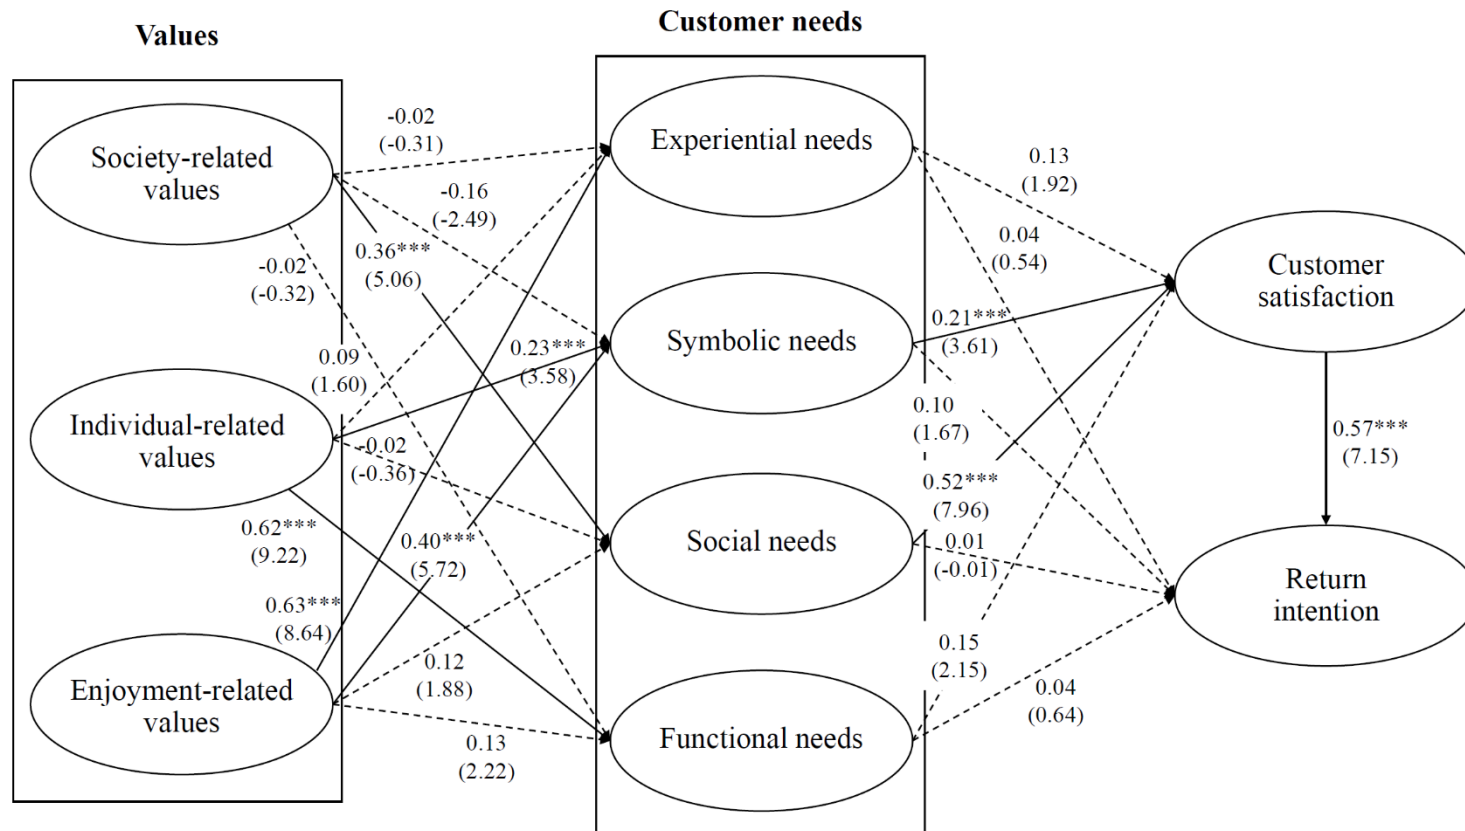 Values
Customer needs
Society-related
values
Individual-related
values
Enjoyment-related
values
-0.02
(-0.31)
-0.16
(-2.49)
0.36***
(5.06)
-0.02
(-0.32)
0.09
(1.60)
0.23***
(3.58)
-0.02
(-0.36)
0.62***
(9.22)
0.63***
(8.64)
0.40***
(5.72)
0.12
(1.88)
0.13
(2.22)
Experiential needs
Symbolic needs
Social needs
Functional needs
0.13
(1.92)
0.04
(0.54)
0.21***
(3.61)
0.10
(1.67)
0.52***
(7.96)
0.01
(-0.01)
0.15
(2.15)
0.04
(0.64)
Customer
satisfaction
0.57***
(7.15)
Return
intention